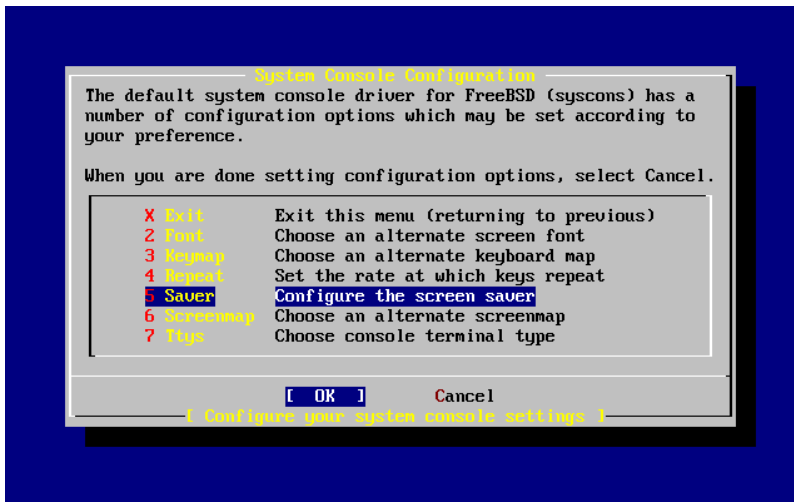 System Console Configuration
The default system console driver for FreeBSD (syscons) has a
number of configuration options which may be set according to
your preference.
When you are done setting configuration options, select Cancel.
X Exit Exit this menu (returning to previous)
2 Font Choose an alternate screen font
3 Keymap Choose an alternate keyboard map
4 Repeat Set the rate at which keys repeat
5 Saver Configure the screen saver
6 Screenmap Choose an alternate screenmap
7 Ttys Choose console terminal type
[ OK ] Cancel
[ Configure your system console settings ]